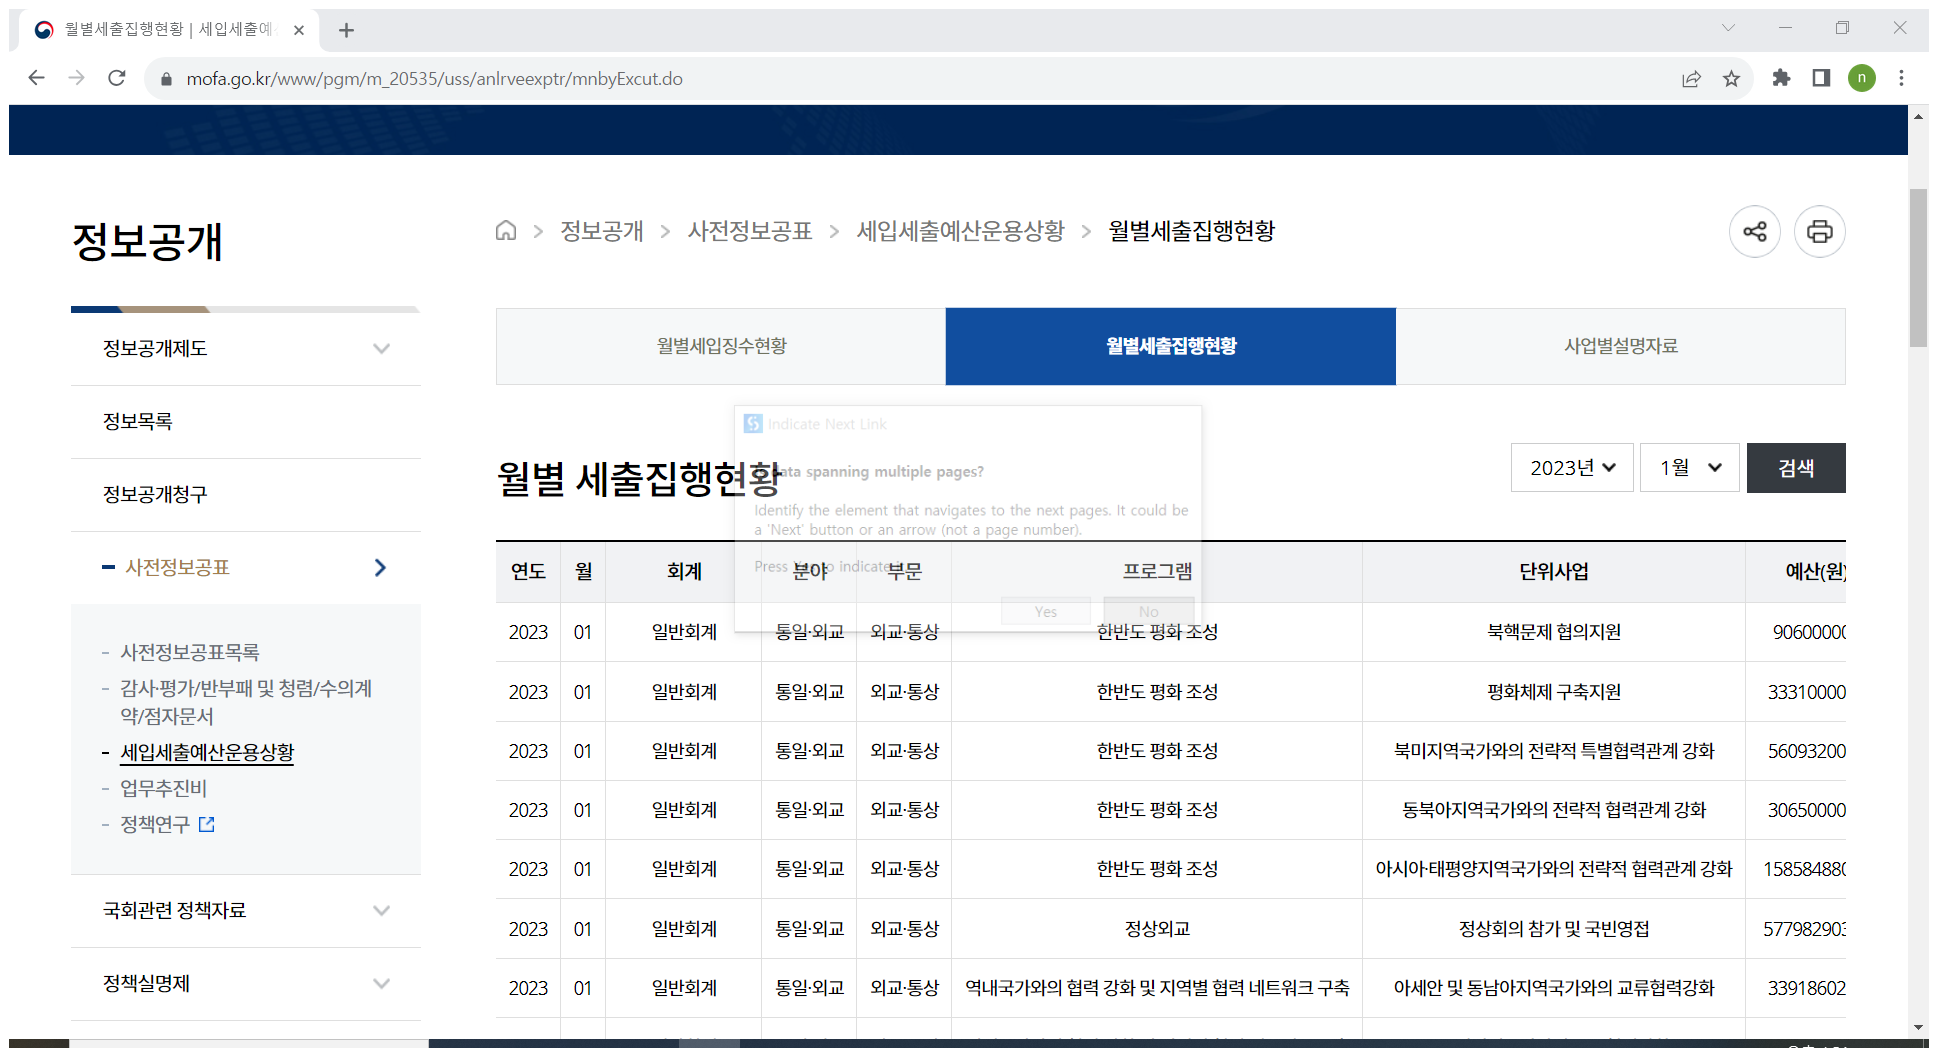 월별세출집행현황 | 세입세출예
mofa.go.kr/www/pgm/m_20535/uss/anlrveexptr/mnbyExcut.do
n
정보공개
정보공개제도
정보목록
정보공개청구
사전정보공표
- 사전정보공표목록
- 감사·평가/반부패 및 청렴/수의계
약/점자문서
- 세입세출예산운용상황
- 업무추진비
- 정책연구
국회관련 정책자료
정책실명제
정보공개 > 사전정보공표 > 세입세출예산운용상황 > 월별세출집행현황
월별세입징수현황 월별세출집행현황 사업별설명자료
월별 세출집행현황
2023년 1월 검색
Indicate Next Link
data spanning multiple pages?
Identify the element that navigates to the next pages. It could be
a 'Next' button or an arrow (not a page number).
Press Yes to indicate
Yes No
연도 월 회계 분야 부문 프로그램 단위사업 예산(원)
2023 01 일반회계 통일·외교 외교·통상 한반도 평화 조성 북핵문제 협의지원 90600000
2023 01 일반회계 통일·외교 외교·통상 한반도 평화 조성 평화체제 구축지원 33310000
2023 01 일반회계 통일·외교 외교·통상 한반도 평화 조성 북미지역국가와의 전략적 특별협력관계 강화 56093200
2023 01 일반회계 통일·외교 외교·통상 한반도 평화 조성 동북아지역국가와의 전략적 협력관계 강화 30650000
2023 01 일반회계 통일·외교 외교·통상 한반도 평화 조성 아시아·태평양지역국가와의 전략적 협력관계 강화 158584880
2023 01 일반회계 통일·외교 외교·통상 정상외교 정상회의 참가 및 국빈영접 577982903
2023 01 일반회계 통일·외교 외교·통상 역내국가와의 협력 강화 및 지역별 협력 네트워크 구축 아세안 및 동남아지역국가와의 교류협력강화 33918602